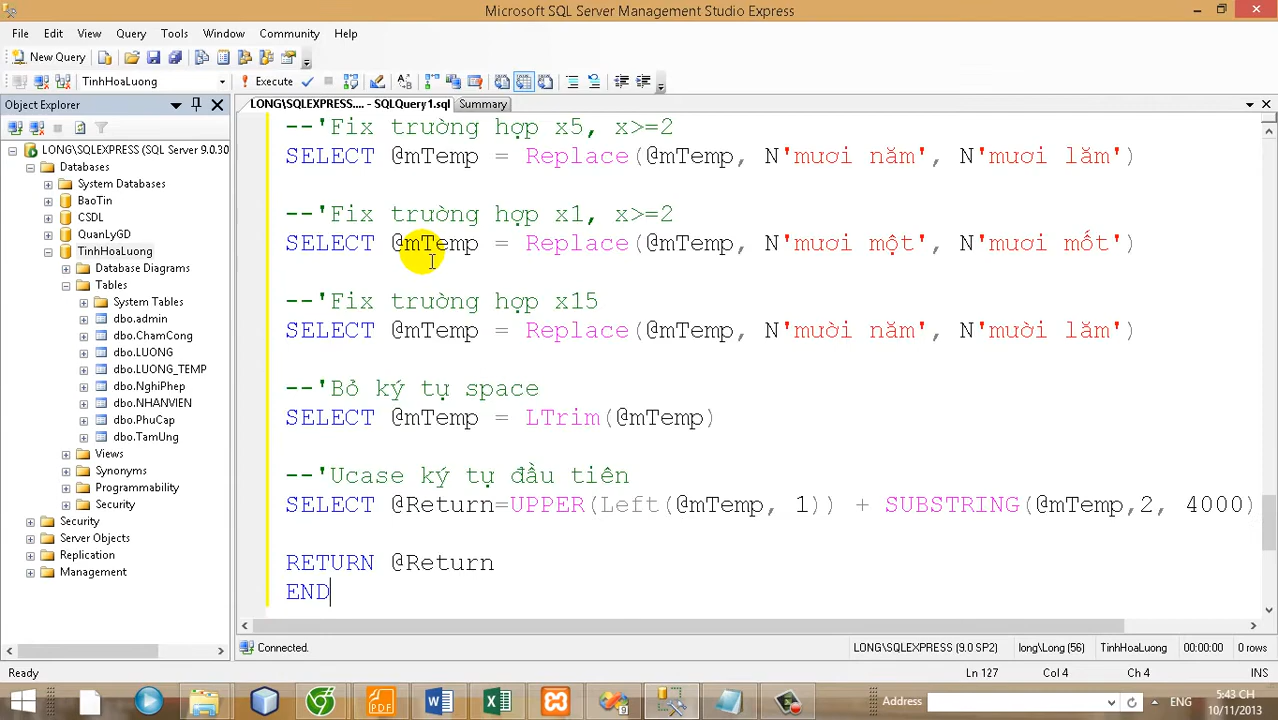 Microsoft SQL Server Management Studio Express
File Edit View Query Tools Window Community Help
New Query
TinhHoaLuong Execute
Object Explorer
LONG\SQLEXPRESS.... - SQLQuery1.sql Summary
LONG\SQLEXPRESS (SQL Server 9.0.30
Databases
System Databases
BaoTin
CSDL
QuanLyGD
TinhHoaLuong
Database Diagrams
Tables
System Tables
dbo.admin
dbo.ChamCong
dbo.LUONG
dbo.LUONG_TEMP
dbo.NghiPhep
dbo.NHANVIEN
dbo.PhuCap
dbo.TamUng
Views
Synonyms
Programmability
Security
Security
Server Objects
Replication
Management
--'Fix trường hợp x5, x>=2
SELECT @mTemp = Replace(@mTemp, N'mươi năm', N'mươi lăm')
--'Fix trường hợp x1, x>=2
SELECT @mTemp = Replace(@mTemp, N'mươi một', N'mươi mốt')
--'Fix trường hợp x15
SELECT @mTemp = Replace(@mTemp, N'mười năm', N'mười lăm')
--'Bỏ ký tự space
SELECT @mTemp = LTrim(@mTemp)
--'Ucase ký tự đầu tiên
SELECT @Return=UPPER(Left(@mTemp, 1)) + SUBSTRING(@mTemp,2, 4000)
RETURN @Return
END
Connected. LONG\SQLEXPRESS (9.0 SP2) long\Long (56) TinhHoaLuong 00:00:00 0 rows
Ready Ln 127 Col 4 Ch 4 INS
Address ENG 5:43 CH
10/11/2013